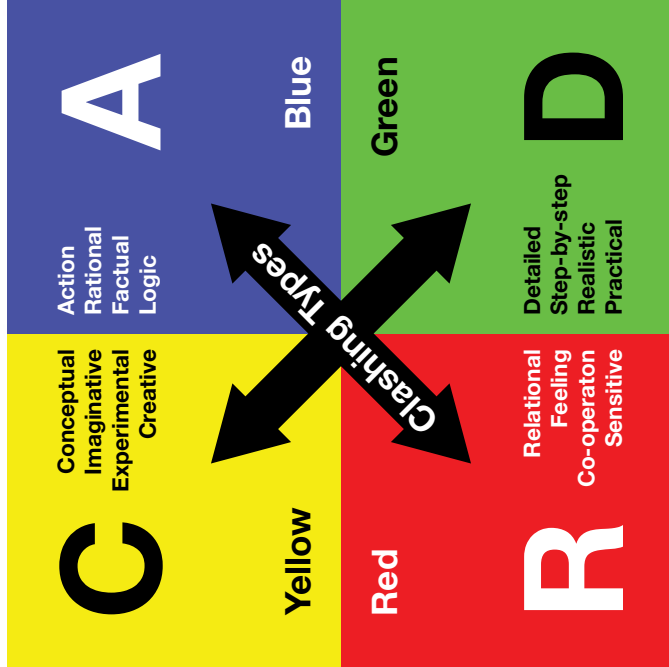 C
Conceptual
Imaginative
Experimental
Creative
Yellow
Action
Rational
Factual
Logic
A
Blue
Clashing Types
Red
Relational
Feeling
Co-operaton
Sensitive
R
Green
Detailed
Step-by-step
Realistic
Practical
D